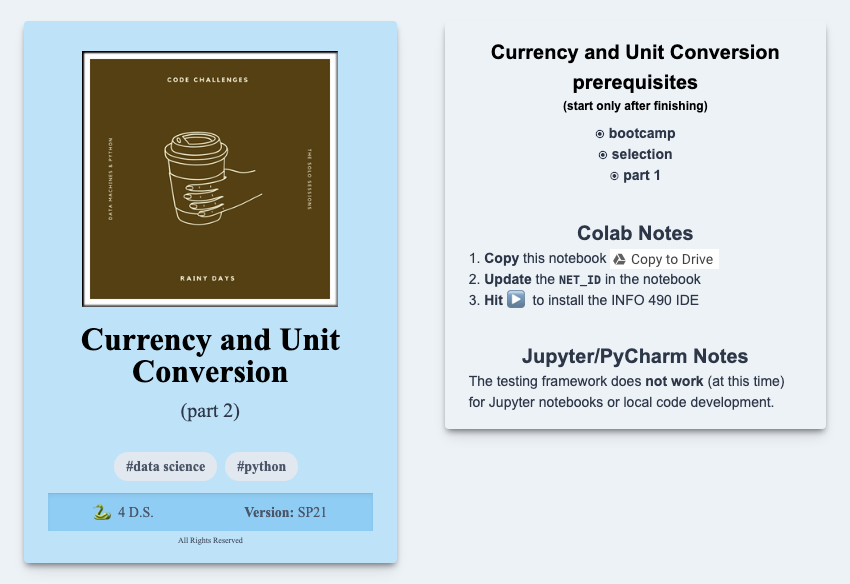 CODE CHALLENGES
DATA MACHINES & PYTHON
THE SOLO SESSIONS
RAINY DAYS
Currency and Unit
Conversion
(part 2)
#data science #python
4 D.S. Version: SP21
All Rights Reserved
Currency and Unit Conversion
prerequisites
(start only after finishing)
bootcamp
selection
part 1
Colab Notes
1. Copy this notebook Copy to Drive
2. Update the NET_ID in the notebook
3. Hit ▶ to install the INFO 490 IDE
Jupyter/PyCharm Notes
The testing framework does not work (at this time)
for Jupyter notebooks or local code development.